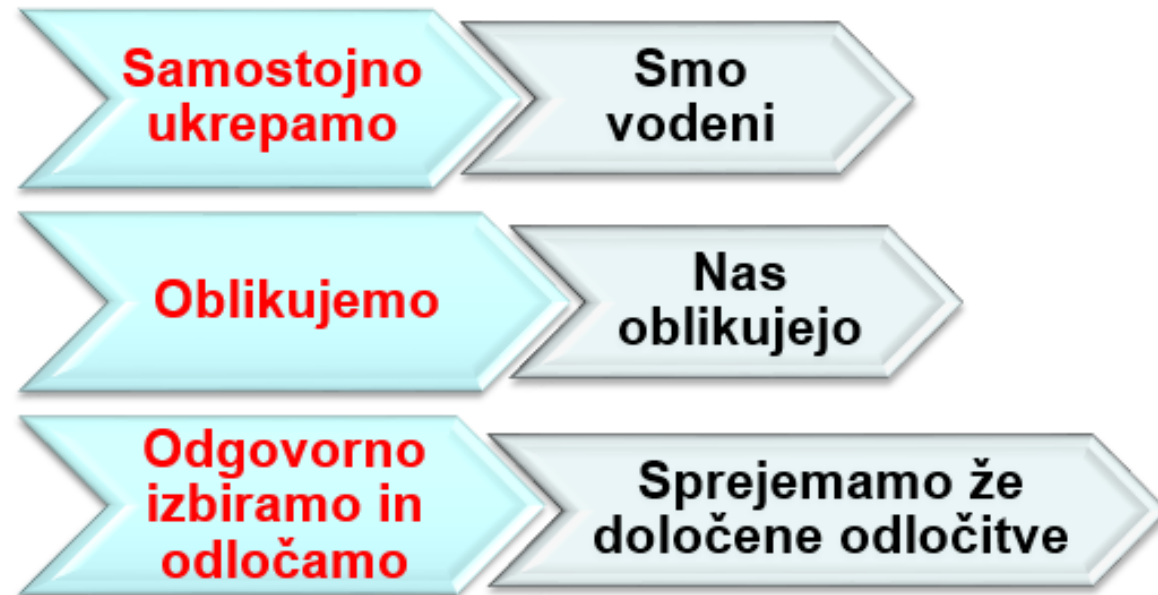 Samostojno
ukrepamo
Smo
vodeni
Oblikujemo
Nas
oblikujejo
Odgovorno
izbiramo in
odločamo
Sprejemamo že
določene odločitve